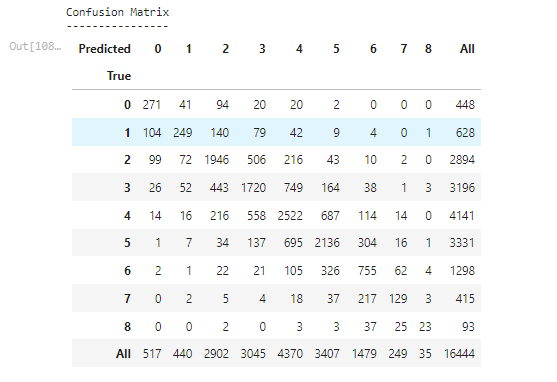 Confusion Matrix
----------------
Out[108…
Predicted 0 1 2 3 4 5 6 7 8 All
True
0 271 41 94 20 20 2 0 0 0 448
1 104 249 140 79 42 9 4 0 1 628
2 99 72 1946 506 216 43 10 2 0 2894
3 26 52 443 1720 749 164 38 1 3 3196
4 14 16 216 558 2522 687 114 14 0 4141
5 1 7 34 137 695 2136 304 16 1 3331
6 2 1 22 21 105 326 755 62 4 1298
7 0 2 5 4 18 37 217 129 3 415
8 0 0 2 0 3 3 37 25 23 93
All 517 440 2902 3045 4370 3407 1479 249 35 16444